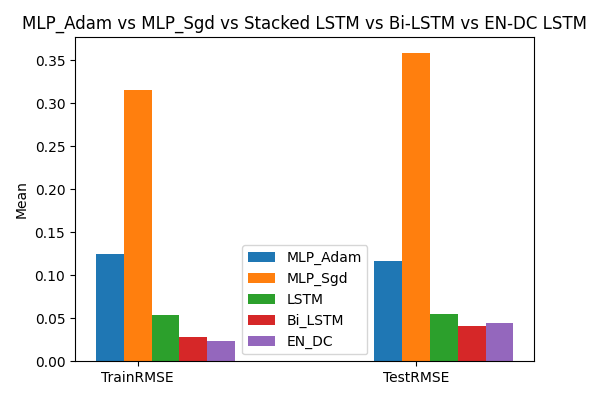 MLP_Adam vs MLP_Sgd vs Stacked LSTM vs Bi-LSTM vs EN-DC LSTM
Mean
0.35
0.30
0.25
0.20
0.15
0.10
0.05
0.00
MLP_Adam
MLP_Sgd
LSTM
Bi_LSTM
EN_DC
TrainRMSE
TestRMSE